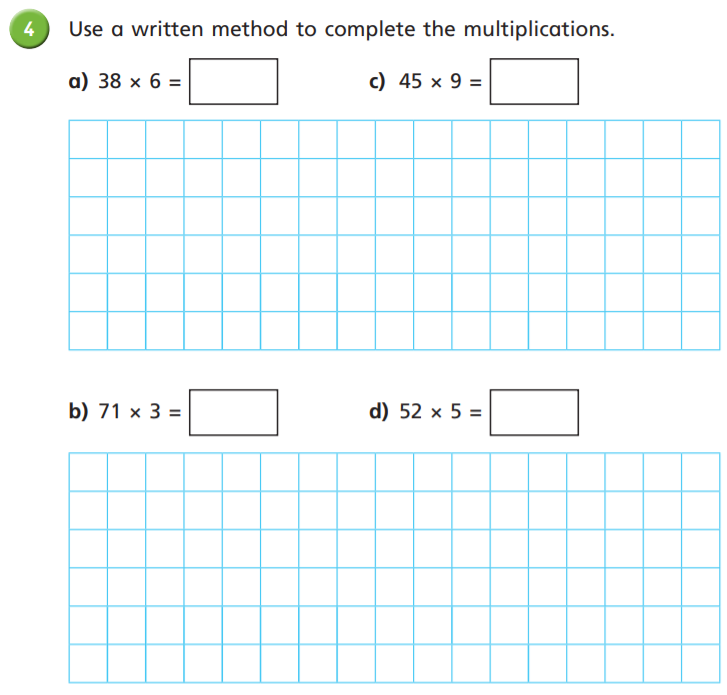 4 Use a written method to complete the multiplications.
a) 38 × 6 =
c) 45 × 9 =
b) 71 × 3 =
d) 52 × 5 =